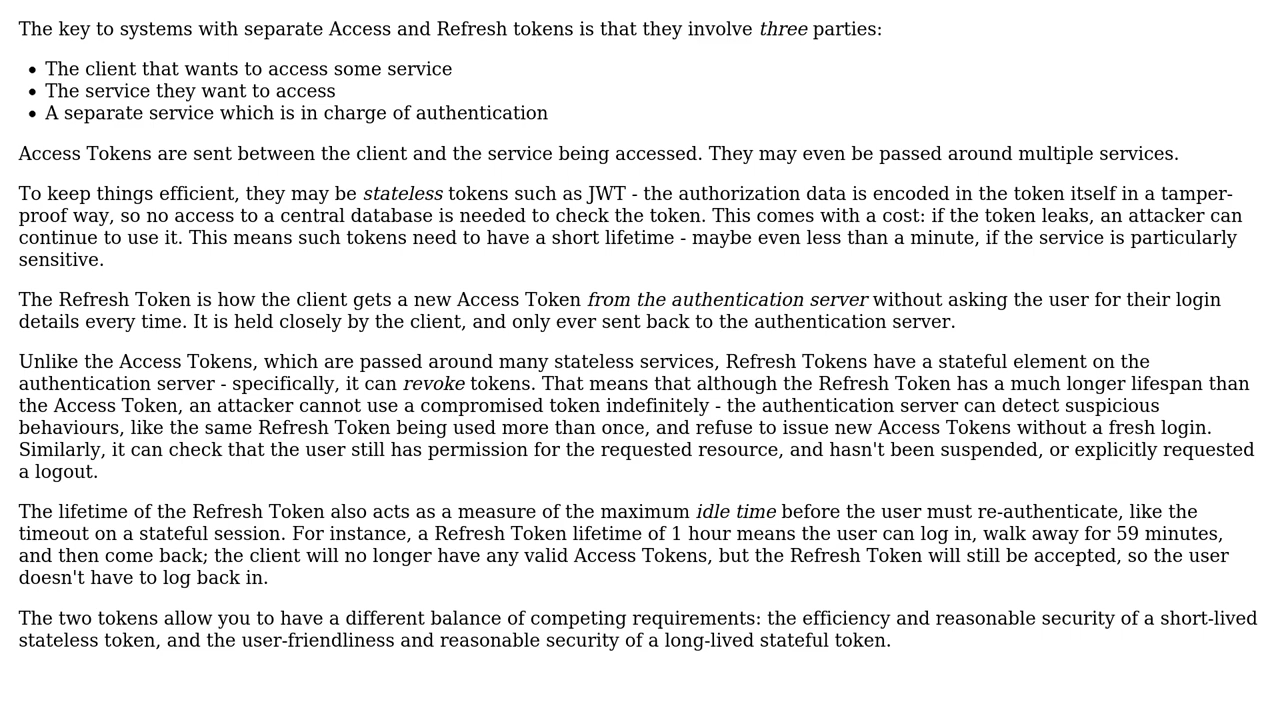 The key to systems with separate Access and Refresh tokens is that they involve three parties:
• The client that wants to access some service
• The service they want to access
• A separate service which is in charge of authentication
Access Tokens are sent between the client and the service being accessed. They may even be passed around multiple services.
To keep things efficient, they may be stateless tokens such as JWT - the authorization data is encoded in the token itself in a tamper-
proof way, so no access to a central database is needed to check the token. This comes with a cost: if the token leaks, an attacker can
continue to use it. This means such tokens need to have a short lifetime - maybe even less than a minute, if the service is particularly
sensitive.
The Refresh Token is how the client gets a new Access Token from the authentication server without asking the user for their login
details every time. It is held closely by the client, and only ever sent back to the authentication server.
Unlike the Access Tokens, which are passed around many stateless services, Refresh Tokens have a stateful element on the
authentication server - specifically, it can revoke tokens. That means that although the Refresh Token has a much longer lifespan than
the Access Token, an attacker cannot use a compromised token indefinitely - the authentication server can detect suspicious
behaviours, like the same Refresh Token being used more than once, and refuse to issue new Access Tokens without a fresh login.
Similarly, it can check that the user still has permission for the requested resource, and hasn't been suspended, or explicitly requested
a logout.
The lifetime of the Refresh Token also acts as a measure of the maximum idle time before the user must re-authenticate, like the
timeout on a stateful session. For instance, a Refresh Token lifetime of 1 hour means the user can log in, walk away for 59 minutes,
and then come back; the client will no longer have any valid Access Tokens, but the Refresh Token will still be accepted, so the user
doesn't have to log back in.
The two tokens allow you to have a different balance of competing requirements: the efficiency and reasonable security of a short-lived
stateless token, and the user-friendliness and reasonable security of a long-lived stateful token.